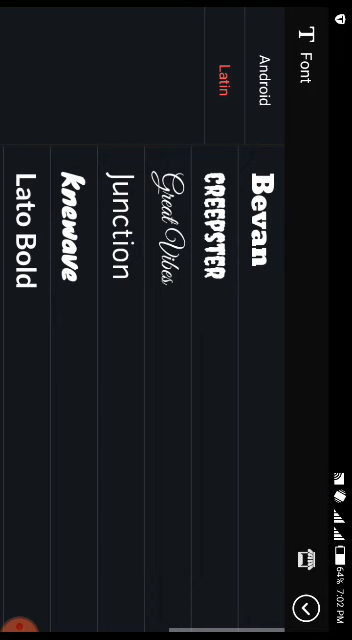 64% 7:02 PM
T Font
Android
Latin
Bevan
CREEPSTER
Great Vibes
Junction
knewave
Lato Bold